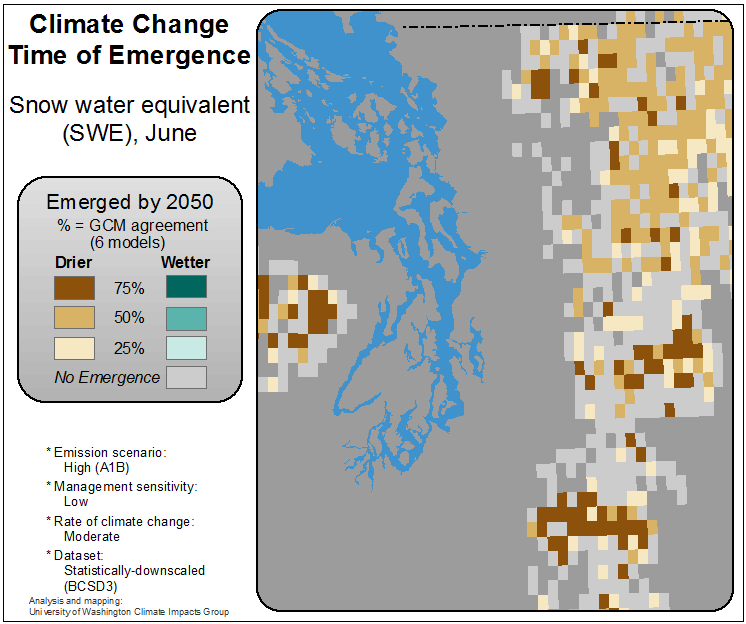 Climate Change
Time of Emergence
Snow water equivalent
(SWE), June
Emerged by 2050
% = GCM agreement
(6 models)
Drier Wetter
75%
50%
25%
No Emergence
* Emission scenario:
High (A1B)
* Management sensitivity:
Low
* Rate of climate change:
Moderate
* Dataset:
Statistically-downscaled
(BCSD3)
Analysis and mapping:
University of Washington Climate Impacts Group